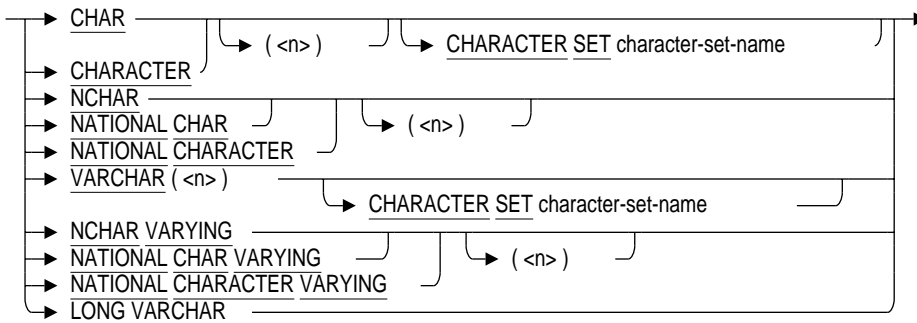 CHAR
( <n> )
CHARACTER SET character-set-name
CHARACTER
NCHAR
NATIONAL CHAR
( <n> )
NATIONAL CHARACTER
VARCHAR ( <n> )
CHARACTER SET character-set-name
NCHAR VARYING
NATIONAL CHAR VARYING
( <n> )
NATIONAL CHARACTER VARYING
LONG VARCHAR